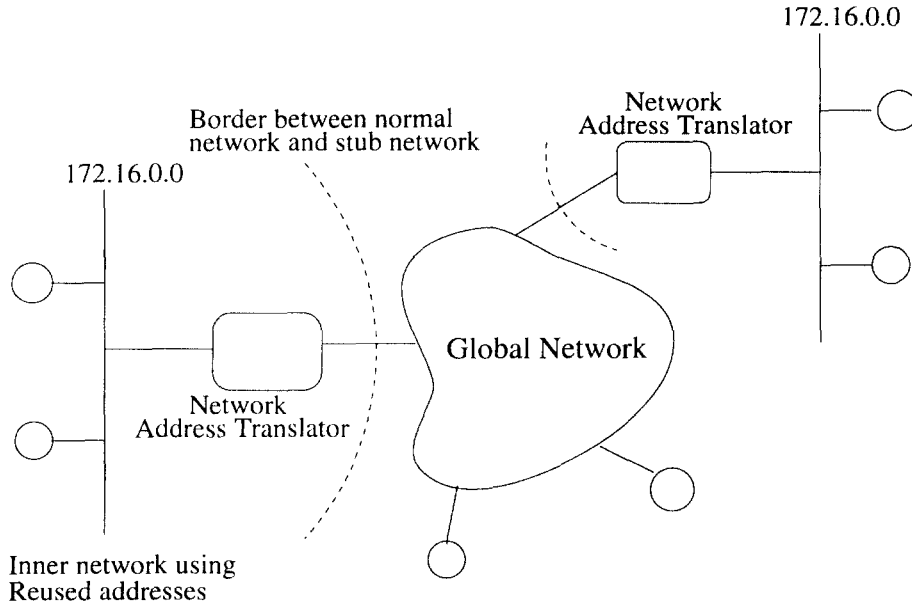 172.16.0.0
Network
Address Translator
Border between normal
network and stub network
172.16.0.0
Global Network
Network
Address Translator
Inner network using
Reused addresses